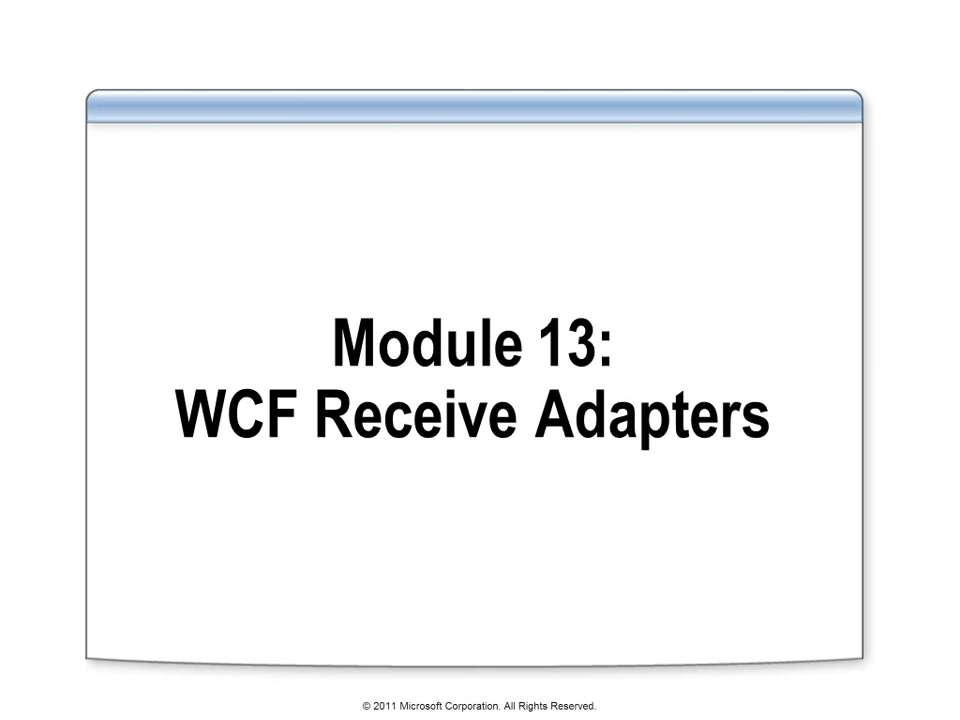 Module 13:
WCF Receive Adapters
© 2011 Microsoft Corporation. All Rights Reserved.